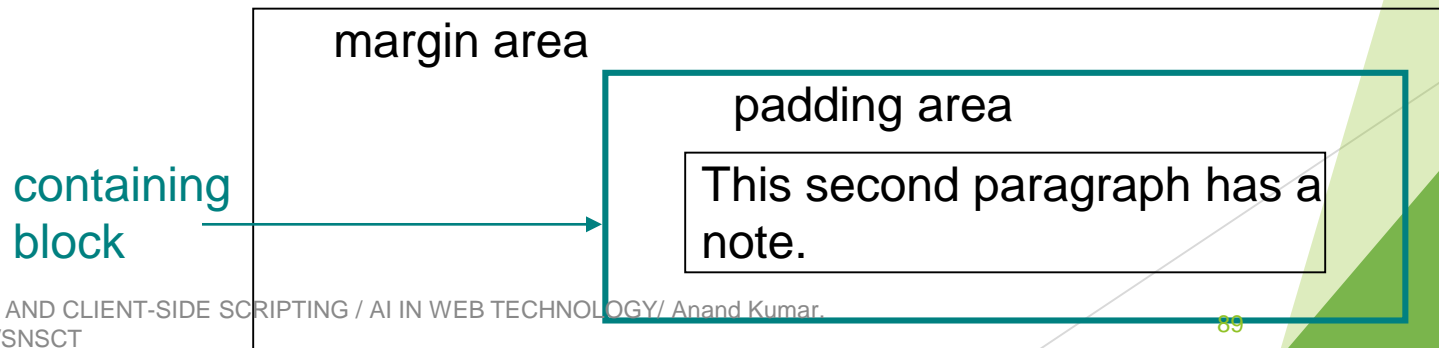 margin area
padding area
containing
block
This second paragraph has a
note.
AND CLIENT-SIDE SCRIPTING / AI IN WEB TECHNOLOGY/ Anand Kumar.
/SNSCT
89